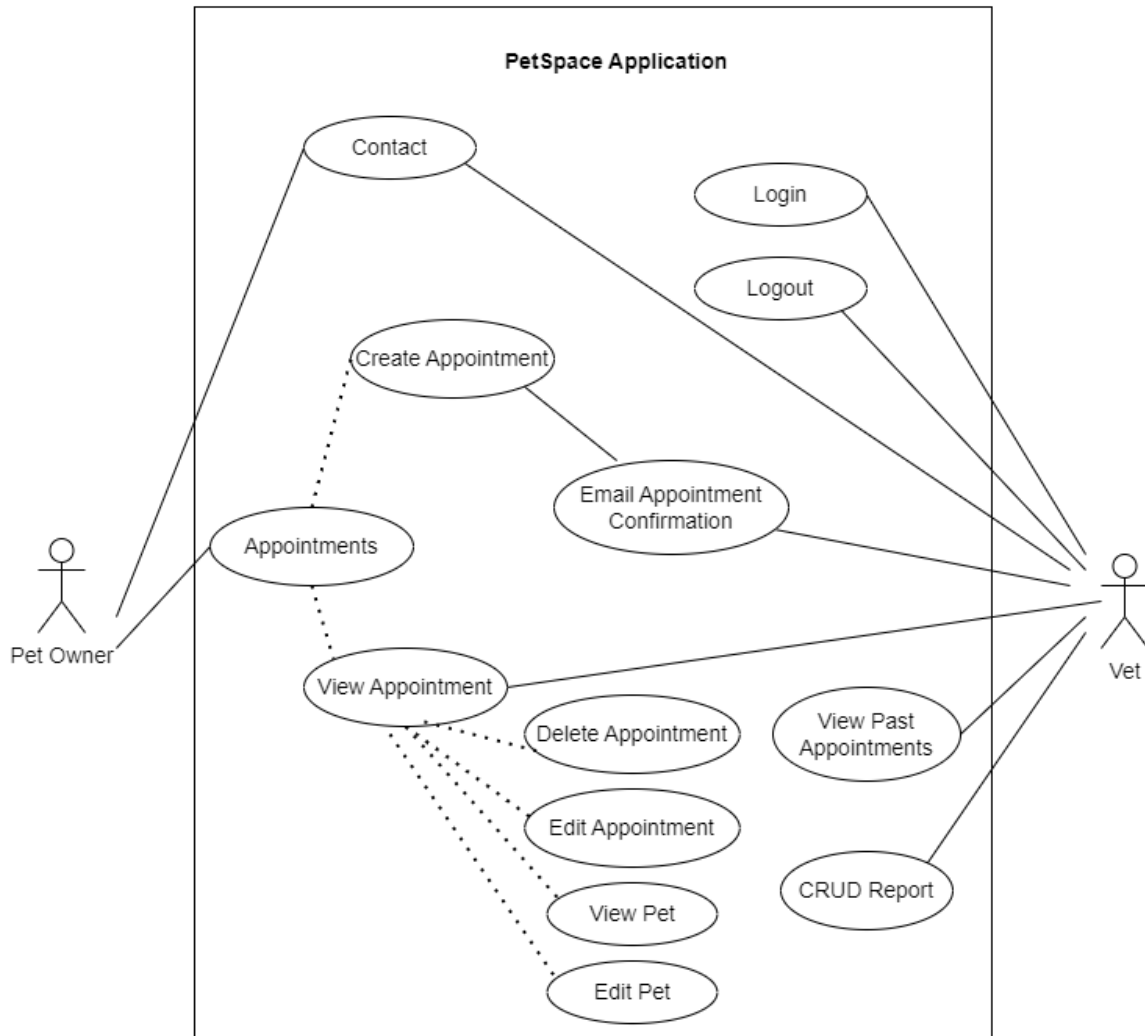 PetSpace Application
Contact
Login
Logout
Create Appointment
Email Appointment
Confirmation
Appointments
Pet Owner
Vet
View Appointment
Delete Appointment
View Past
Appointments
Edit Appointment
CRUD Report
View Pet
Edit Pet